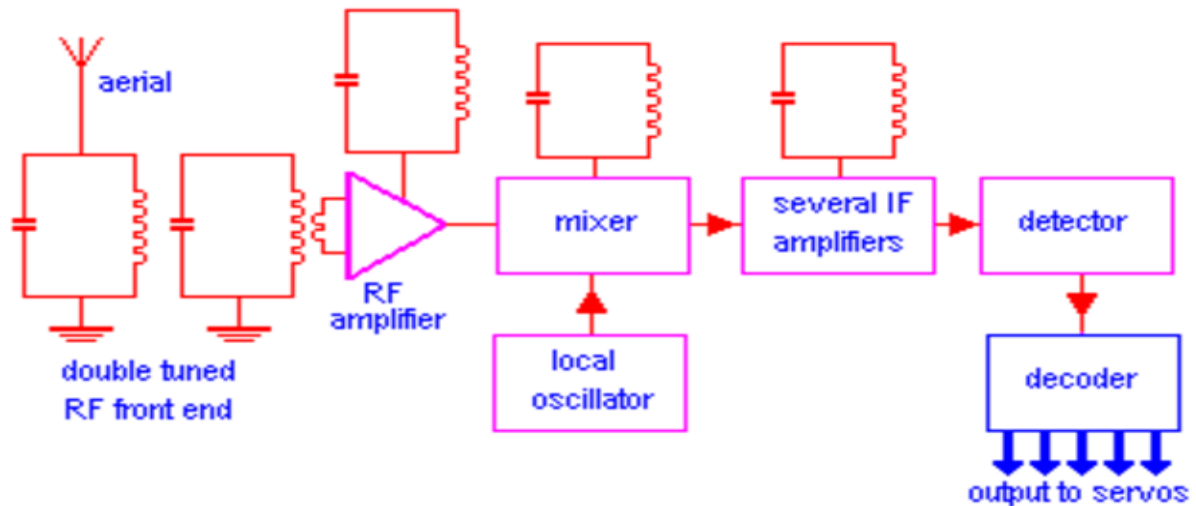 aerial
double tuned
RF front end
RF
amplifier
mixer
local
oscillator
several IF
amplifiers
detector
decoder
output to servos